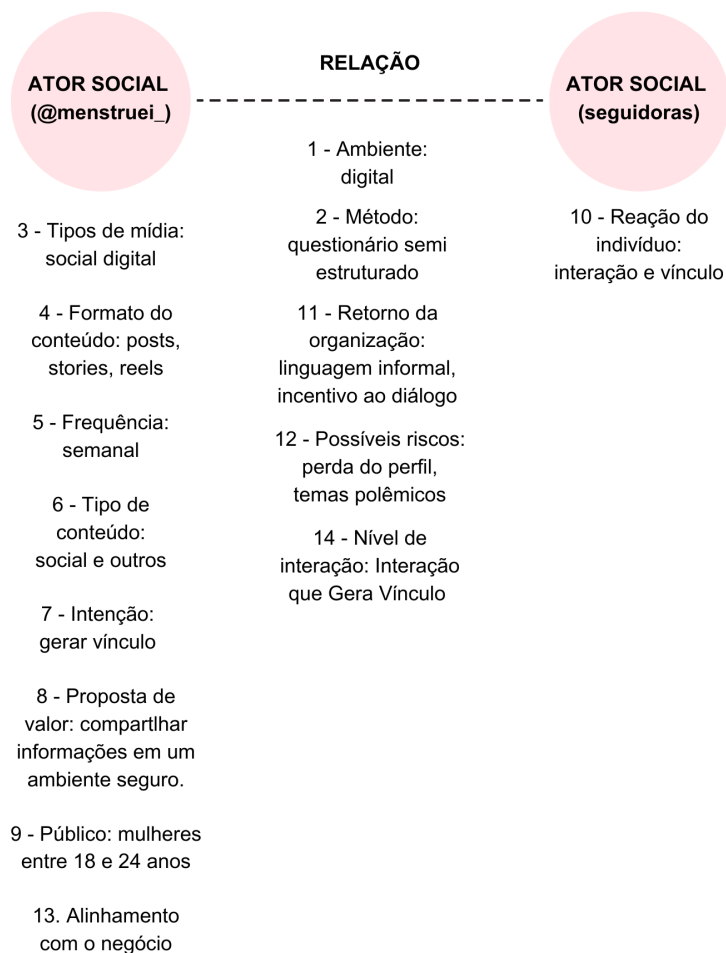 ATOR SOCIAL
(@menstruei_)
RELAÇÃO
ATOR SOCIAL
(seguidoras)
1 - Ambiente:
digital
2 - Método:
questionário semi
estruturado
11 - Retorno da
organização:
linguagem informal,
incentivo ao diálogo
12 - Possíveis riscos:
perda do perfil,
temas polêmicos
14 - Nível de
interação: Interação
que Gera Vínculo
3 - Tipos de mídia:
social digital
4 - Formato do
conteúdo: posts,
stories, reels
5 - Frequência:
semanal
6 - Tipo de
conteúdo:
social e outros
7 - Intenção:
gerar vínculo
8 - Proposta de
valor: compartlhar
informações em um
ambiente seguro.
9 - Público: mulheres
entre 18 e 24 anos
13. Alinhamento
com o negócio
10 - Reação do
indivíduo:
interação e vínculo